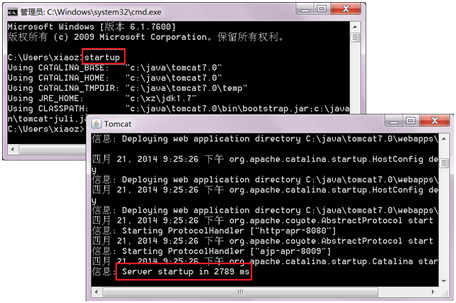 管理员: C:\Windows\system32\cmd.exe
Microsoft Windows [版本 6.1.7600]
版权所有 (c) 2009 Microsoft Corporation。保留所有权利。
C:\Users\xiaoz>startup
Using CATALINA_BASE: "c:\java\tomcat7.0"
Using CATALINA_HOME: "c:\java\tomcat7.0"
Using CATALINA_TMPDIR: "c:\java\tomcat7.0\temp"
Using JRE_HOME: "c:\xz\jdk1.7"
Using CLASSPATH: "c:\java\tomcat7.0\bin\bootstrap.jar;c:\java
n\tomcat-juli.j
C:\Users\xiaoz>
Tomcat
信息: Deploying web application directory C:\java\tomcat7.0\webapps\
四月 21, 2014 9:25:26 下午 org.apache.catalina.startup.HostConfig de
y
信息: Deploying web application directory C:\java\tomcat7.0\webapps\
四月 21, 2014 9:25:26 下午 org.apache.catalina.startup.HostConfig de
y
信息: Deploying web application directory C:\java\tomcat7.0\webapps\
四月 21, 2014 9:25:26 下午 org.apache.coyote.AbstractProtocol start
信息: Starting ProtocolHandler ["http-apr-8080"]
四月 21, 2014 9:25:26 下午 org.apache.coyote.AbstractProtocol start
信息: Starting ProtocolHandler ["ajp-apr-8009"]
四月 21, 2014 9:25:26 下午 org.apache.catalina.startup.Catalina star
信息: Server startup in 2789 ms